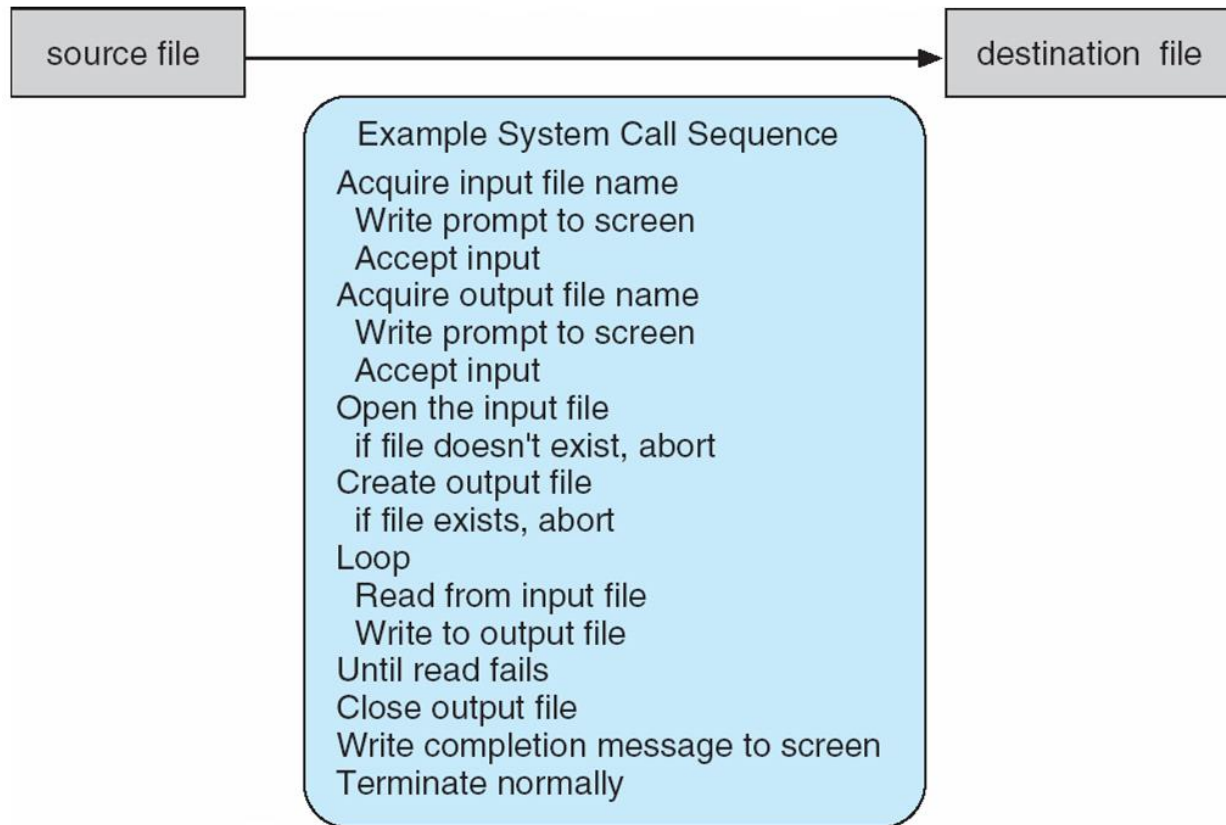 source file
destination file
Example System Call Sequence
Acquire input file name
Write prompt to screen
Accept input
Acquire output file name
Write prompt to screen
Accept input
Open the input file
if file doesn't exist, abort
Create output file
if file exists, abort
Loop
Read from input file
Write to output file
Until read fails
Close output file
Write completion message to screen
Terminate normally